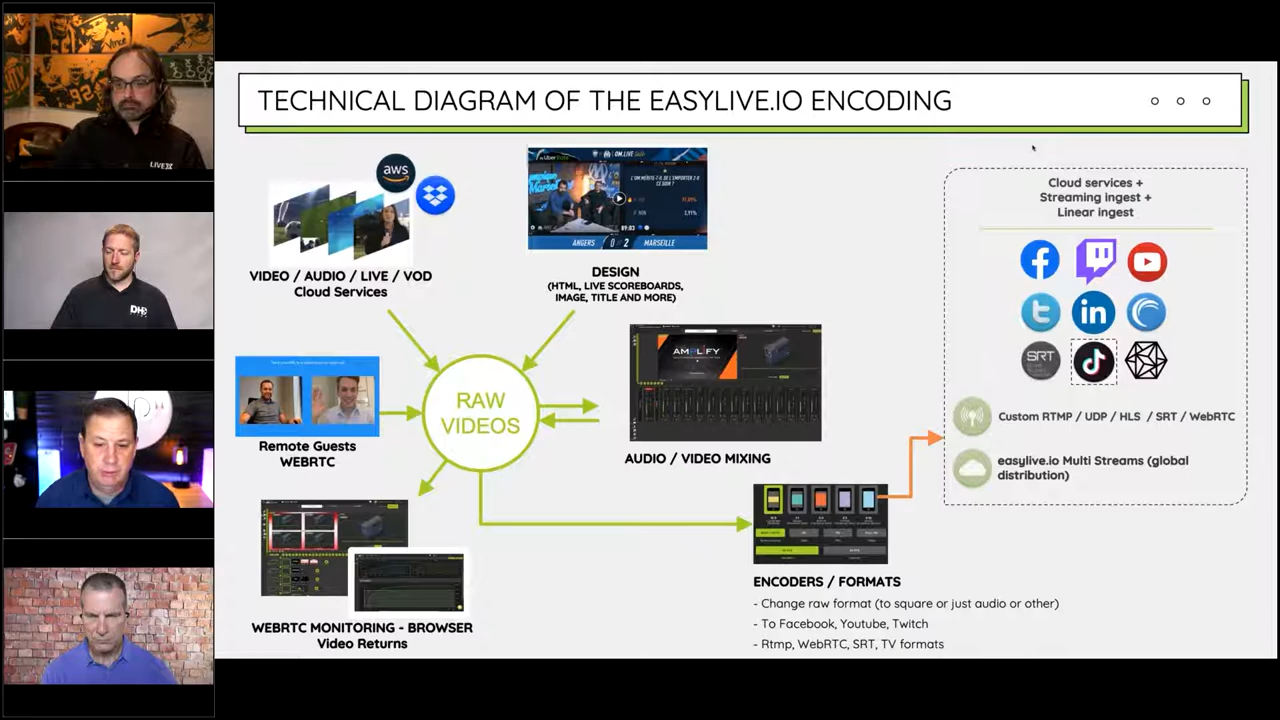 TECHNICAL DIAGRAM OF THE EASYLIVE.IO ENCODING
aws
VIDEO / AUDIO / LIVE / VOD
Cloud Services
OM.LIVE
ANGERS 0 2 MARSEILLE
DESIGN
(HTML, LIVE SCOREBOARDS,
IMAGE, TITLE AND MORE)
Cloud services +
Streaming ingest +
Linear ingest
in
SRT
Custom RTMP / UDP / HLS / SRT / WebRTC
easylive.io Multi Streams (global
distribution)
RAW
VIDEOS
Remote Guests
WEBRTC
AMPLIFY
AUDIO / VIDEO MIXING
WEBRTC MONITORING - BROWSER
Video Returns
ENCODERS / FORMATS
- Change raw format (to square or just audio or other)
- To Facebook, Youtube, Twitch
- Rtmp, WebRTC, SRT, TV formats
LIVEX